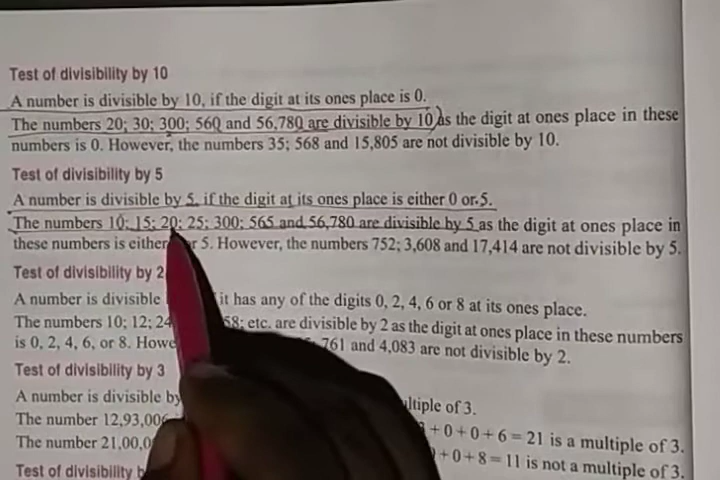 Test of divisibility by 10
A number is divisible by 10, if the digit at its ones place is 0.
The numbers 20; 30; 300; 560 and 56,780 are divisible by 10 as the digit at ones place in these
numbers is 0. However, the numbers 35; 568 and 15,805 are not divisible by 10.
Test of divisibility by 5
A number is divisible by 5, if the digit at its ones place is either 0 or 5.
The numbers 10; 15; 20; 25; 300; 565 and 56,780 are divisible by 5 as the digit at ones place in
these numbers is either 5. However, the numbers 752; 3,608 and 17,414 are not divisible by 5.
Test of divisibility by 2
A number is divisible it has any of the digits 0, 2, 4, 6 or 8 at its ones place.
The numbers 10; 12; 24 58; etc. are divisible by 2 as the digit at ones place in these numbers
is 0, 2, 4, 6, or 8. 761 and 4,083 are not divisible by 2.
Test of divisibility by 3
A number is divisible by of 3.
The number 12,93,00 + 0 + 0 + 6 = 21 is a multiple of 3.
The number 21,00,0 + 0 + 8 = 11 is not a multiple of 3.
Test of divisibility